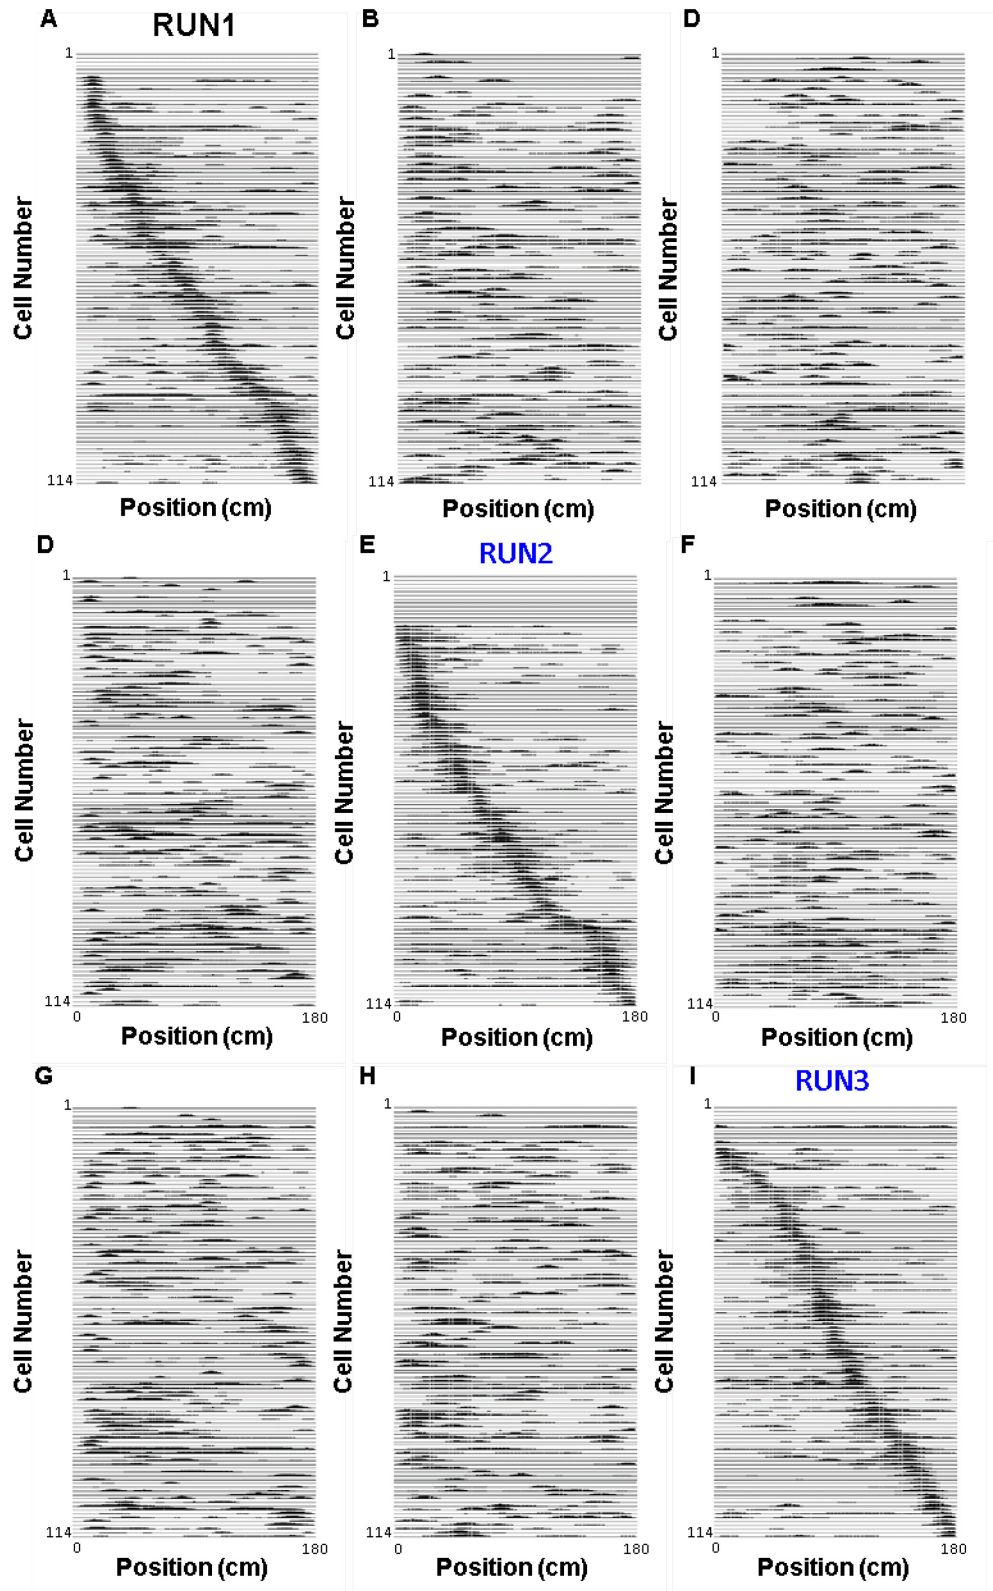 A RUN1 B D
1 1 1
Cell Number Cell Number Cell Number
114 114 114
Position (cm) Position (cm) Position (cm)
D E RUN2 F
1 1 1
Cell Number Cell Number Cell Number
114 114 114
0 180 0 180 0 180
Position (cm) Position (cm) Position (cm)
G H I RUN3
1 1 1
Cell Number Cell Number Cell Number
114 114 114
0 180 0 180 0 180
Position (cm) Position (cm) Position (cm)